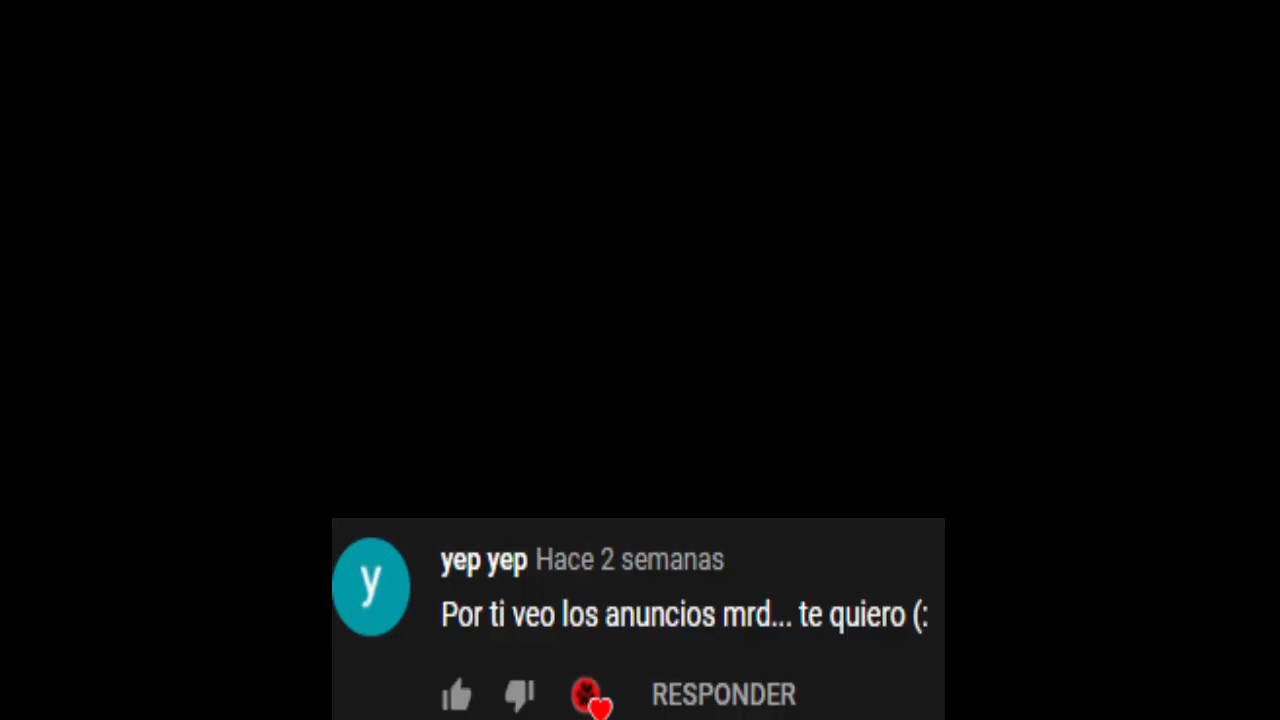 y
yep yep Hace 2 semanas
Por ti veo los anuncios mrd... te quiero (:
RESPONDER